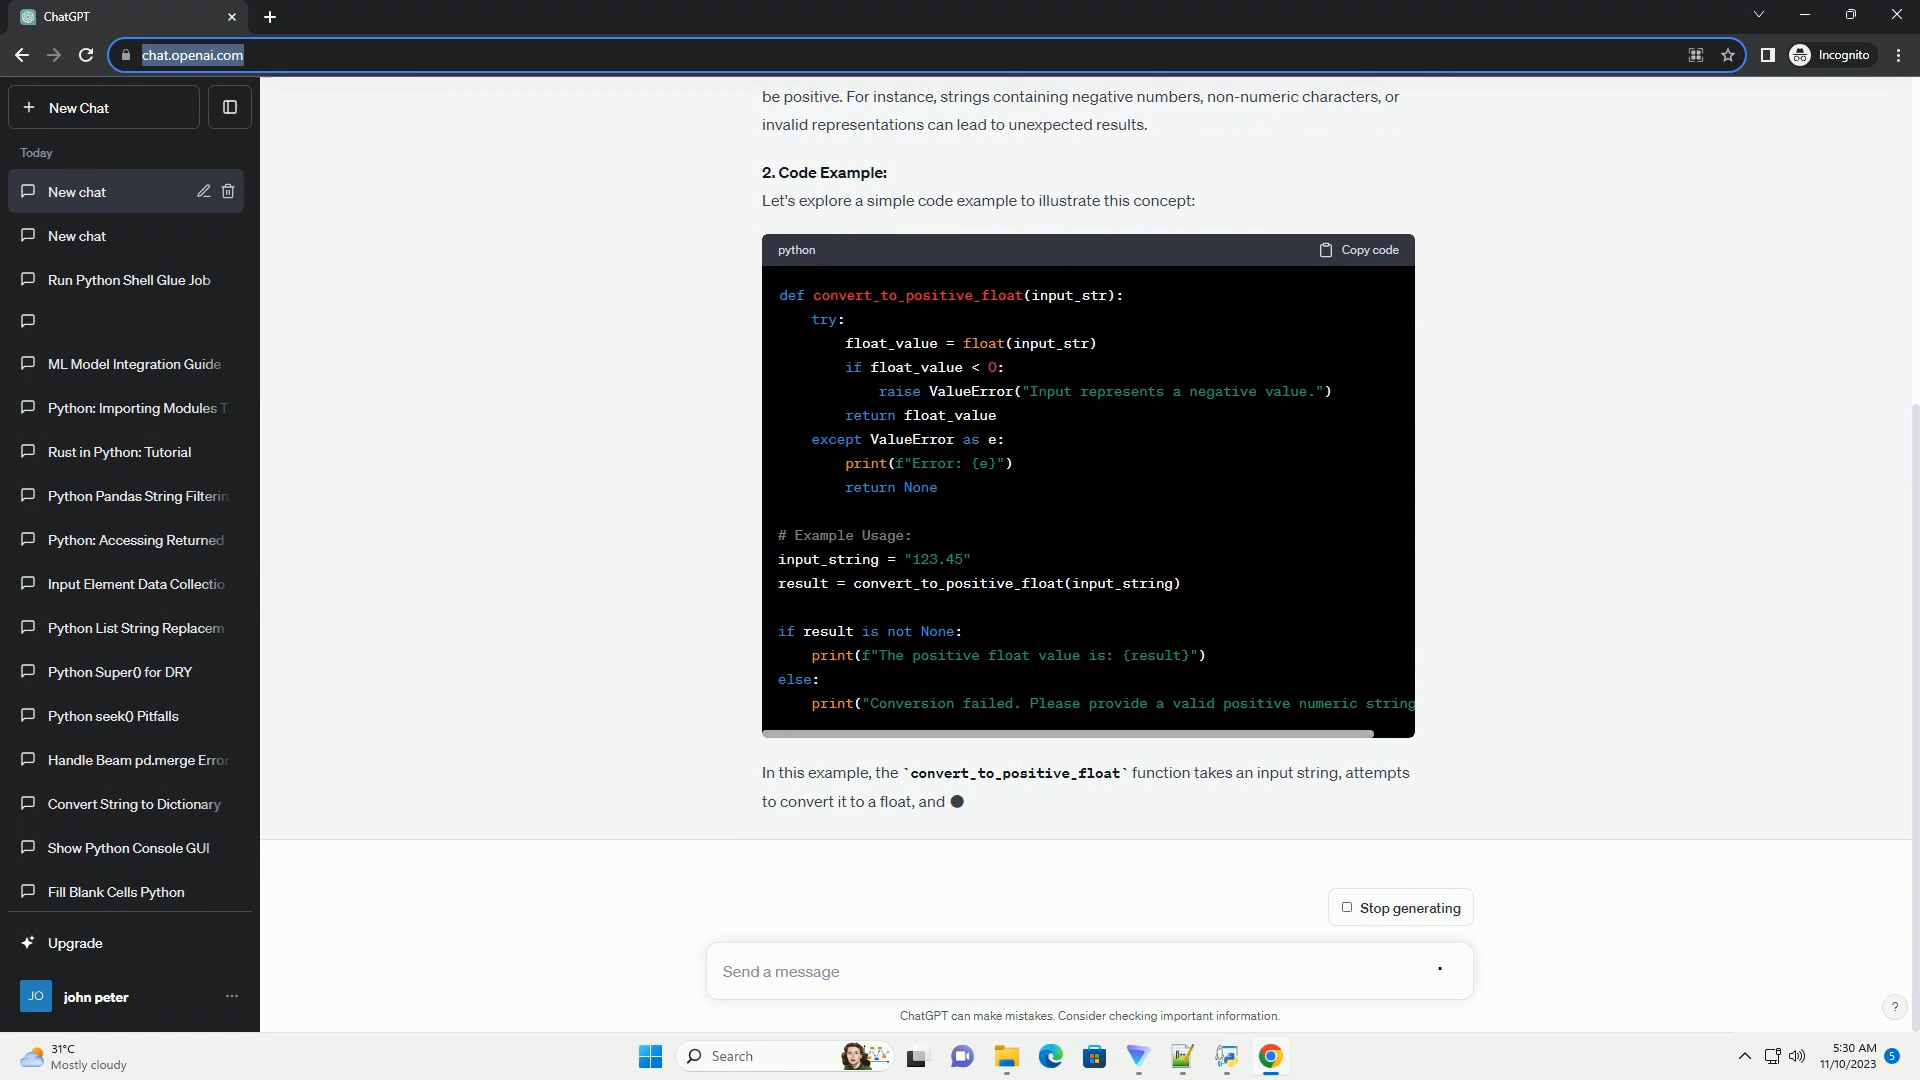 ChatGPT
chat.openai.com
Incognito
New Chat
Today
New chat
New chat
Run Python Shell Glue Job
ML Model Integration Guide
Python: Importing Modules T
Rust in Python: Tutorial
Python Pandas String Filterin
Python: Accessing Returned
Input Element Data Collectio
Python List String Replacem
Python Super() for DRY
Python seek() Pitfalls
Handle Beam pd.merge Error
Convert String to Dictionary
Show Python Console GUI
Fill Blank Cells Python
Upgrade
JO john peter
be positive. For instance, strings containing negative numbers, non-numeric characters, or
invalid representations can lead to unexpected results.
2. Code Example:
Let's explore a simple code example to illustrate this concept:
python Copy code
def convert_to_positive_float(input_str):
    try:
        float_value = float(input_str)
        if float_value < 0:
            raise ValueError("Input represents a negative value.")
        return float_value
    except ValueError as e:
        print(f"Error: {e}")
        return None
# Example Usage:
input_string = "123.45"
result = convert_to_positive_float(input_string)
if result is not None:
    print(f"The positive float value is: {result}")
else:
    print("Conversion failed. Please provide a valid positive numeric string
In this example, the `convert_to_positive_float` function takes an input string, attempts
to convert it to a float, and
Stop generating
Send a message
ChatGPT can make mistakes. Consider checking important information.
?
31°C
Mostly cloudy
Search
5:30 AM
11/10/2023
5